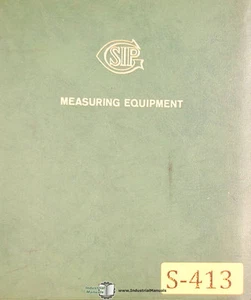 SIP
MEASURING EQUIPMENT
www.IndustrialManuals.com
S-413